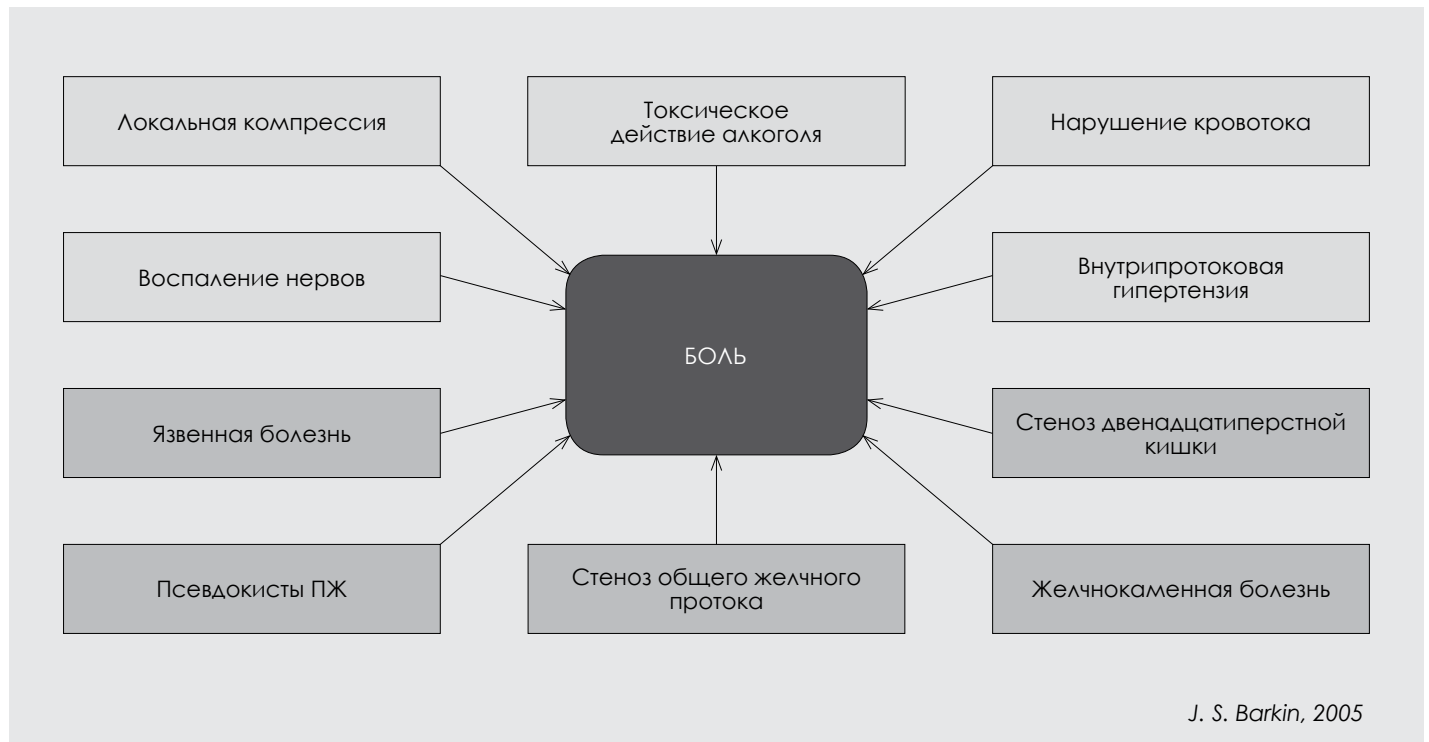 Локальная компрессия
Токсическое
действие алкоголя
Нарушение кровотока
Воспаление нервов
Внутрипротоковая
гипертензия
БОЛЬ
Язвенная болезнь
Стеноз двенадцатиперстной
кишки
Псевдокисты ПЖ
Стеноз общего желчного
протока
Желчнокаменная болезнь
J. S. Barkin, 2005